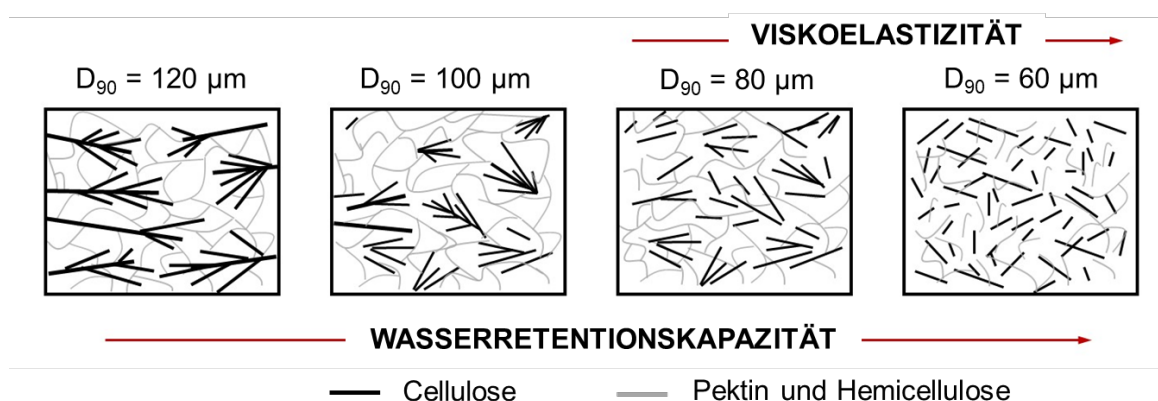 VISKOELASTIZITÄT
D90 = 120 µm
D90 = 100 µm
D90 = 80 µm
D90 = 60 µm
WASSERRETENTIONSKAPAZITÄT
Cellulose
Pektin und Hemicellulose